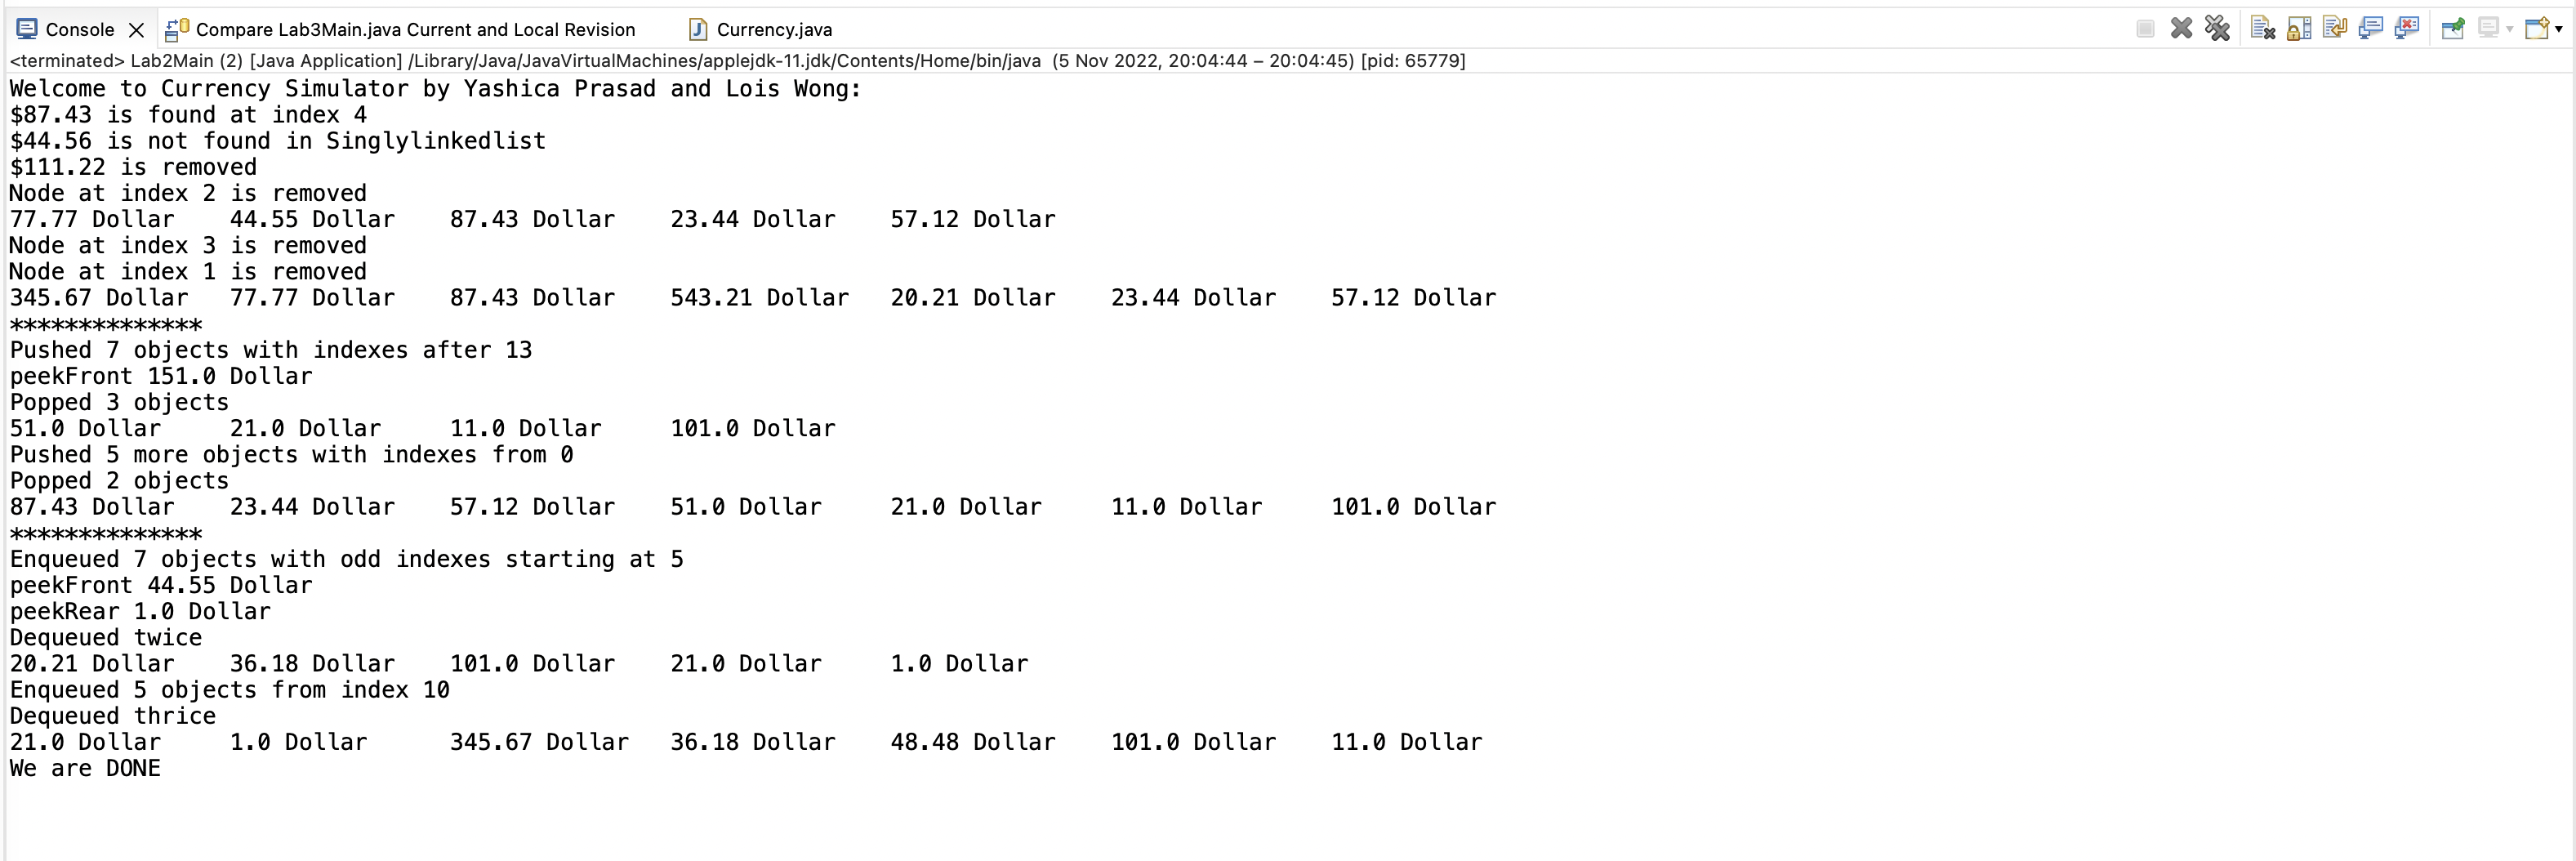 Console Compare Lab3Main.java Current and Local Revision Currency.java
<terminated> Lab2Main (2) [Java Application] /Library/Java/JavaVirtualMachines/applejdk-11.jdk/Contents/Home/bin/java (5 Nov 2022, 20:04:44 – 20:04:45) [pid: 65779]
Welcome to Currency Simulator by Yashica Prasad and Lois Wong:
$87.43 is found at index 4
$44.56 is not found in Singlylinkedlist
$111.22 is removed
Node at index 2 is removed
77.77 Dollar 44.55 Dollar 87.43 Dollar 23.44 Dollar 57.12 Dollar
Node at index 3 is removed
Node at index 1 is removed
345.67 Dollar 77.77 Dollar 87.43 Dollar 543.21 Dollar 20.21 Dollar 23.44 Dollar 57.12 Dollar
**************
Pushed 7 objects with indexes after 13
peekFront 151.0 Dollar
Popped 3 objects
51.0 Dollar 21.0 Dollar 11.0 Dollar 101.0 Dollar
Pushed 5 more objects with indexes from 0
Popped 2 objects
87.43 Dollar 23.44 Dollar 57.12 Dollar 51.0 Dollar 21.0 Dollar 11.0 Dollar 101.0 Dollar
**************
Enqueued 7 objects with odd indexes starting at 5
peekFront 44.55 Dollar
peekRear 1.0 Dollar
Dequeued twice
20.21 Dollar 36.18 Dollar 101.0 Dollar 21.0 Dollar 1.0 Dollar
Enqueued 5 objects from index 10
Dequeued thrice
21.0 Dollar 1.0 Dollar 345.67 Dollar 36.18 Dollar 48.48 Dollar 101.0 Dollar 11.0 Dollar
We are DONE